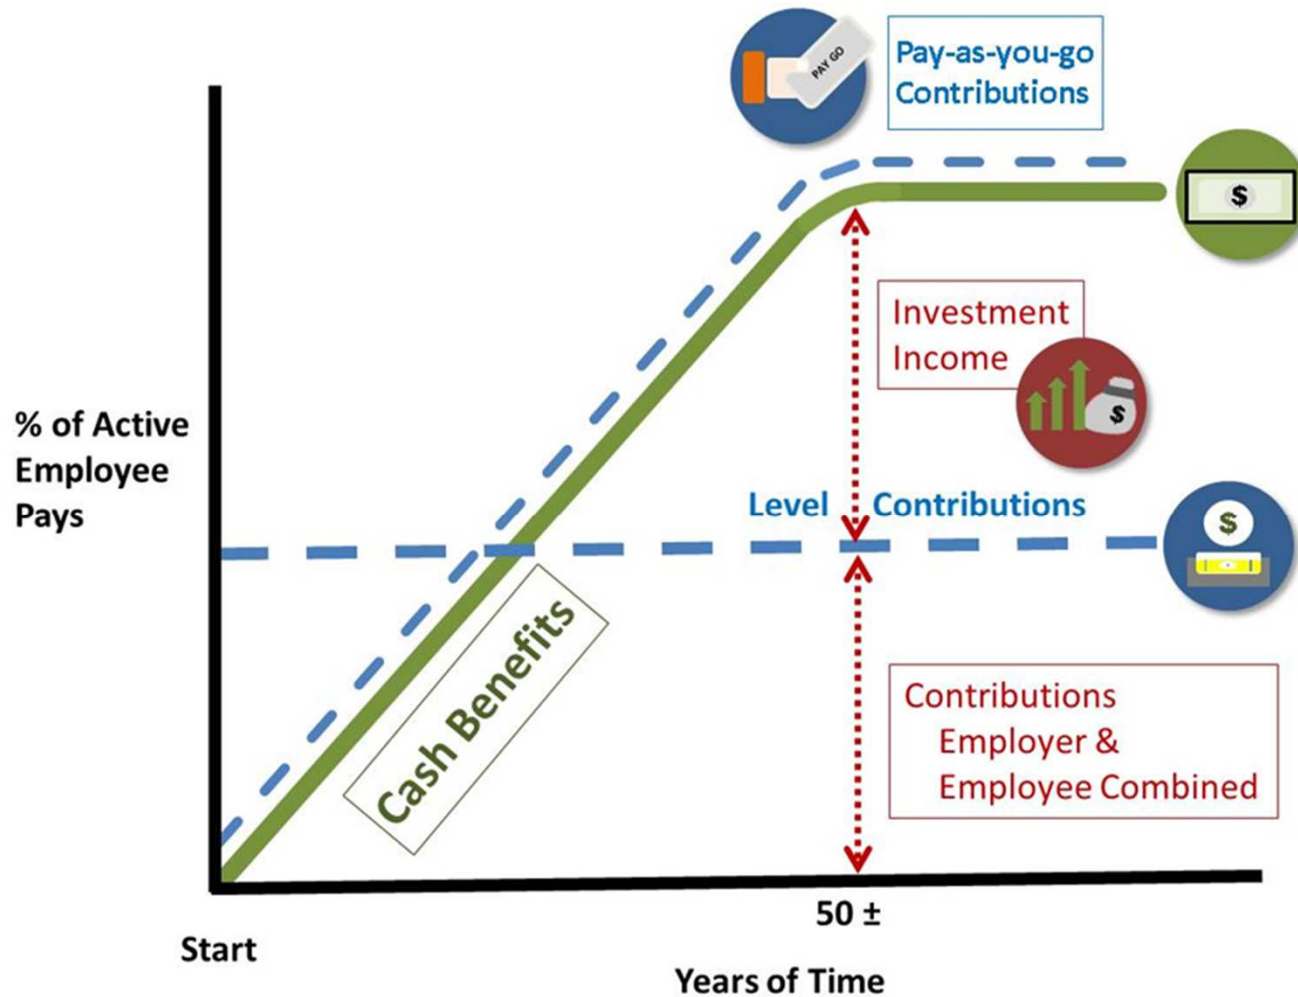 PAY GO
Pay-as-you-go
Contributions
$
Investment
Income
$
% of Active
Employee
Pays
Level Contributions
$
Cash Benefits
Contributions
Employer &
Employee Combined
50 ±
Start
Years of Time